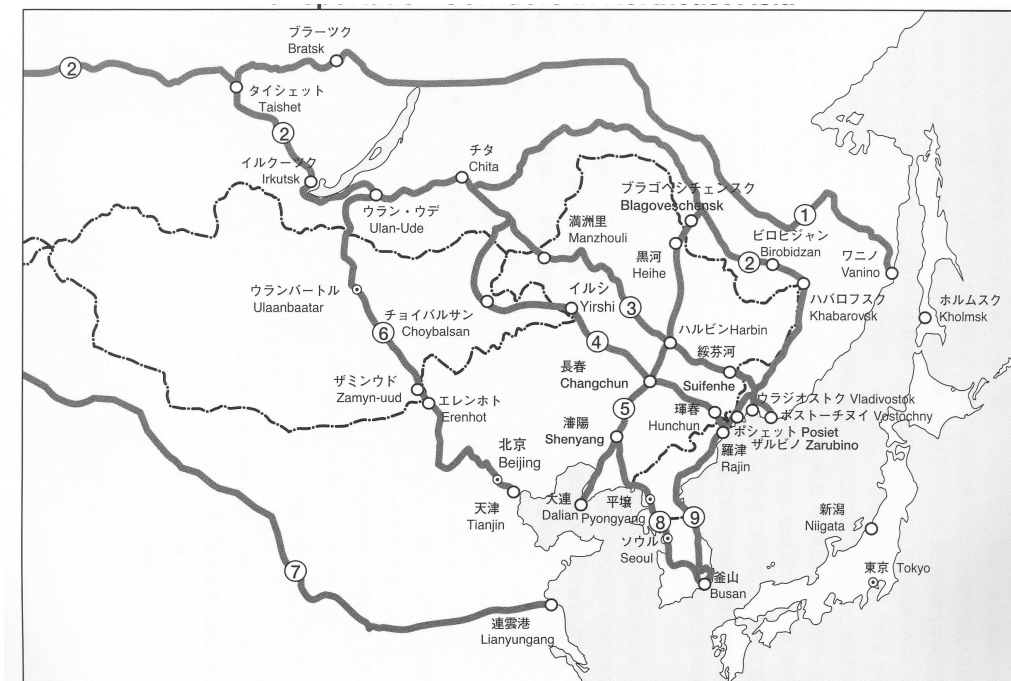 ブラーツク
Bratsk
②
タイシェット
Taishet
②
イルクーツク
Irkutsk
チタ
Chita
ウラン・ウデ
Ulan-Ude
満洲里
Manzhouli
ブラゴベシチェンスク
Blagoveschensk
①
ビロビジャン
Birobidzan
②
ワニノ
Vanino
黒河
Heihe
ハバロフスク
Khabarovsk
ホルムスク
Kholmsk
ウランバートル
Ulaanbaatar
チョイバルサン
Choybalsan
⑥
イルシ
Yirshi
③
④
ハルビンHarbin
綏芬河
Suifenhe
長春
Changchun
ザミンウド
Zamyn-uud
エレンホト
Erenhot
⑤
琿春
Hunchun
ウラジオストク Vladivostok
ボストーチヌイ Vostochny
ポシェット Posiet
ザルビノ Zarubino
瀋陽
Shenyang
羅津
Rajin
北京
Beijing
天津
Tianjin
大連
Dalian
平壌
Pyongyang
⑧
⑨
ソウル
Seoul
新潟
Niigata
東京 Tokyo
釜山
Busan
⑦
連雲港
Lianyungang